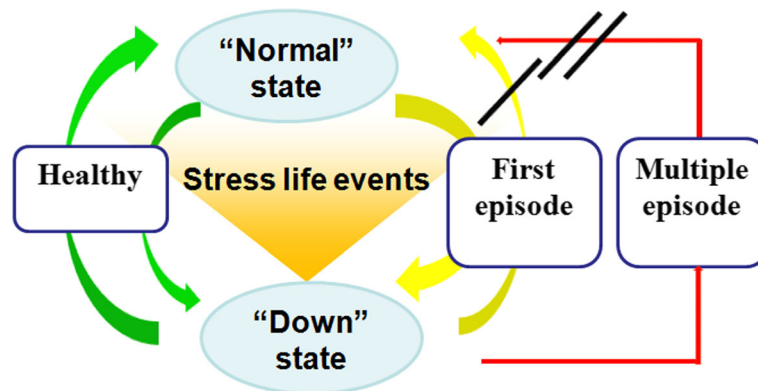 “Normal”
state
Healthy
Stress life events
First
episode
Multiple
episode
“Down”
state